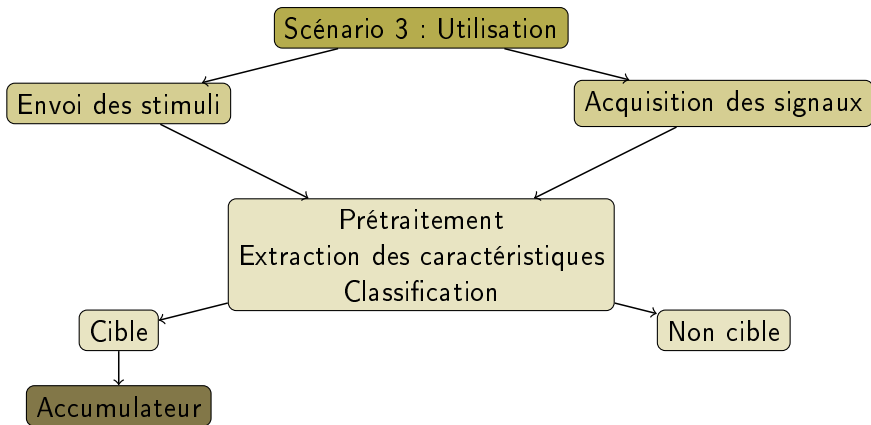 Scénario 3 : Utilisation
Envoi des stimuli
Acquisition des signaux
Prétraitement
Extraction des caractéristiques
Classification
Cible
Non cible
Accumulateur